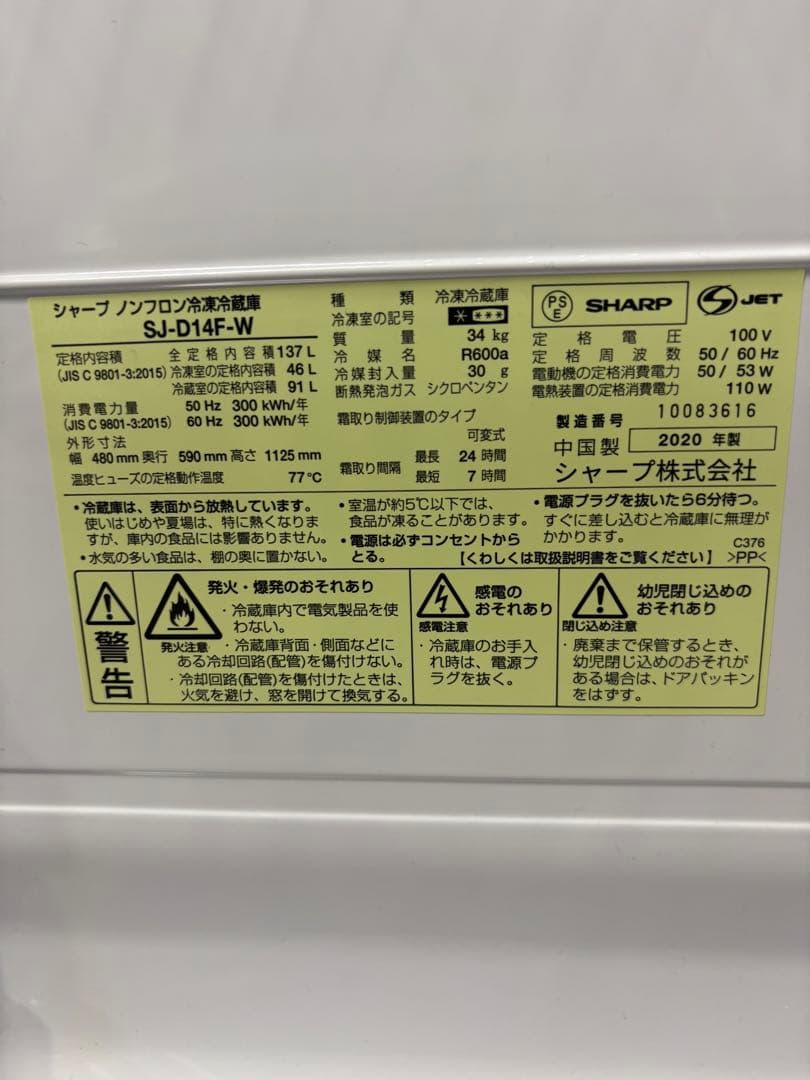 シャープ ノンフロン冷凍冷蔵庫
SJ-D14F-W
定格内容積 全定格内容積 137 L
(JIS C 9801-3:2015) 冷凍室の定格内容積 46 L
冷蔵室の定格内容積 91 L
消費電力量 50 Hz 300 kWh/年
(JIS C 9801-3:2015) 60 Hz 300 kWh/年
外形寸法
幅 480 mm 奥行 590 mm 高さ 1125 mm
温度ヒューズの定格動作温度 77℃
種類 冷凍冷蔵庫
冷凍室の記号 * ***
質量 34 kg
冷媒名 R600a
冷媒封入量 30 g
断熱発泡ガス シクロペンタン
霜取り制御装置のタイプ
可変式
霜取り間隔 最長 24 時間
最短 7 時間
PS E SHARP S JET
定格電圧 100 V
定格周波数 50 / 60 Hz
電動機の定格消費電力 50 / 53 W
電熱装置の定格消費電力 110 W
製造番号 10083616
中国製 2020 年製
シャープ株式会社
・冷蔵庫は、表面から放熱しています。
使いはじめや夏場は、特に熱くなりま
すが、庫内の食品には影響ありません。
・水気の多い食品は、棚の奥に置かない。
・室温が約5℃以下では、
食品が凍ることがあります。
・電源は必ずコンセントから
とる。
・電源プラグを抜いたら6分待つ。
すぐに差し込むと冷蔵庫に無理が
かかります。
C376
【くわしくは取扱説明書をご覧ください】 >PP<
警告
発火・爆発のおそれあり
発火注意
・冷蔵庫内で電気製品を使
わない。
・冷蔵庫背面・側面などに
ある冷却回路(配管)を傷付けない。
・冷却回路(配管)を傷付けたときは、
火気を避け、窓を開けて換気する。
感電の
おそれあり
感電注意
・冷蔵庫のお手入
れ時は、電源プ
ラグを抜く。
幼児閉じ込めの
おそれあり
閉じ込め注意
・廃棄まで保管するとき、
幼児閉じ込めのおそれが
ある場合は、ドアパッキン
をはずす。